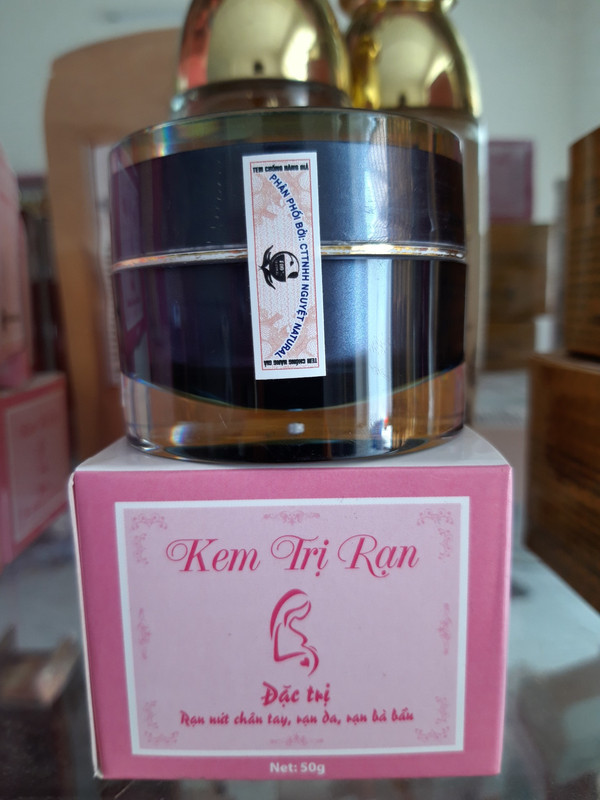 TEM CHỐNG HÀNG GIẢ
PHÂN PHỐI BỞI: CTTNHH NGUYỆT NATURAL
TEM CHỐNG HÀNG GIẢ
Kem Trị Rạn
Đặc trị
Rạn nứt chân tay, rạn da, rạn bà bầu
Net: 50g